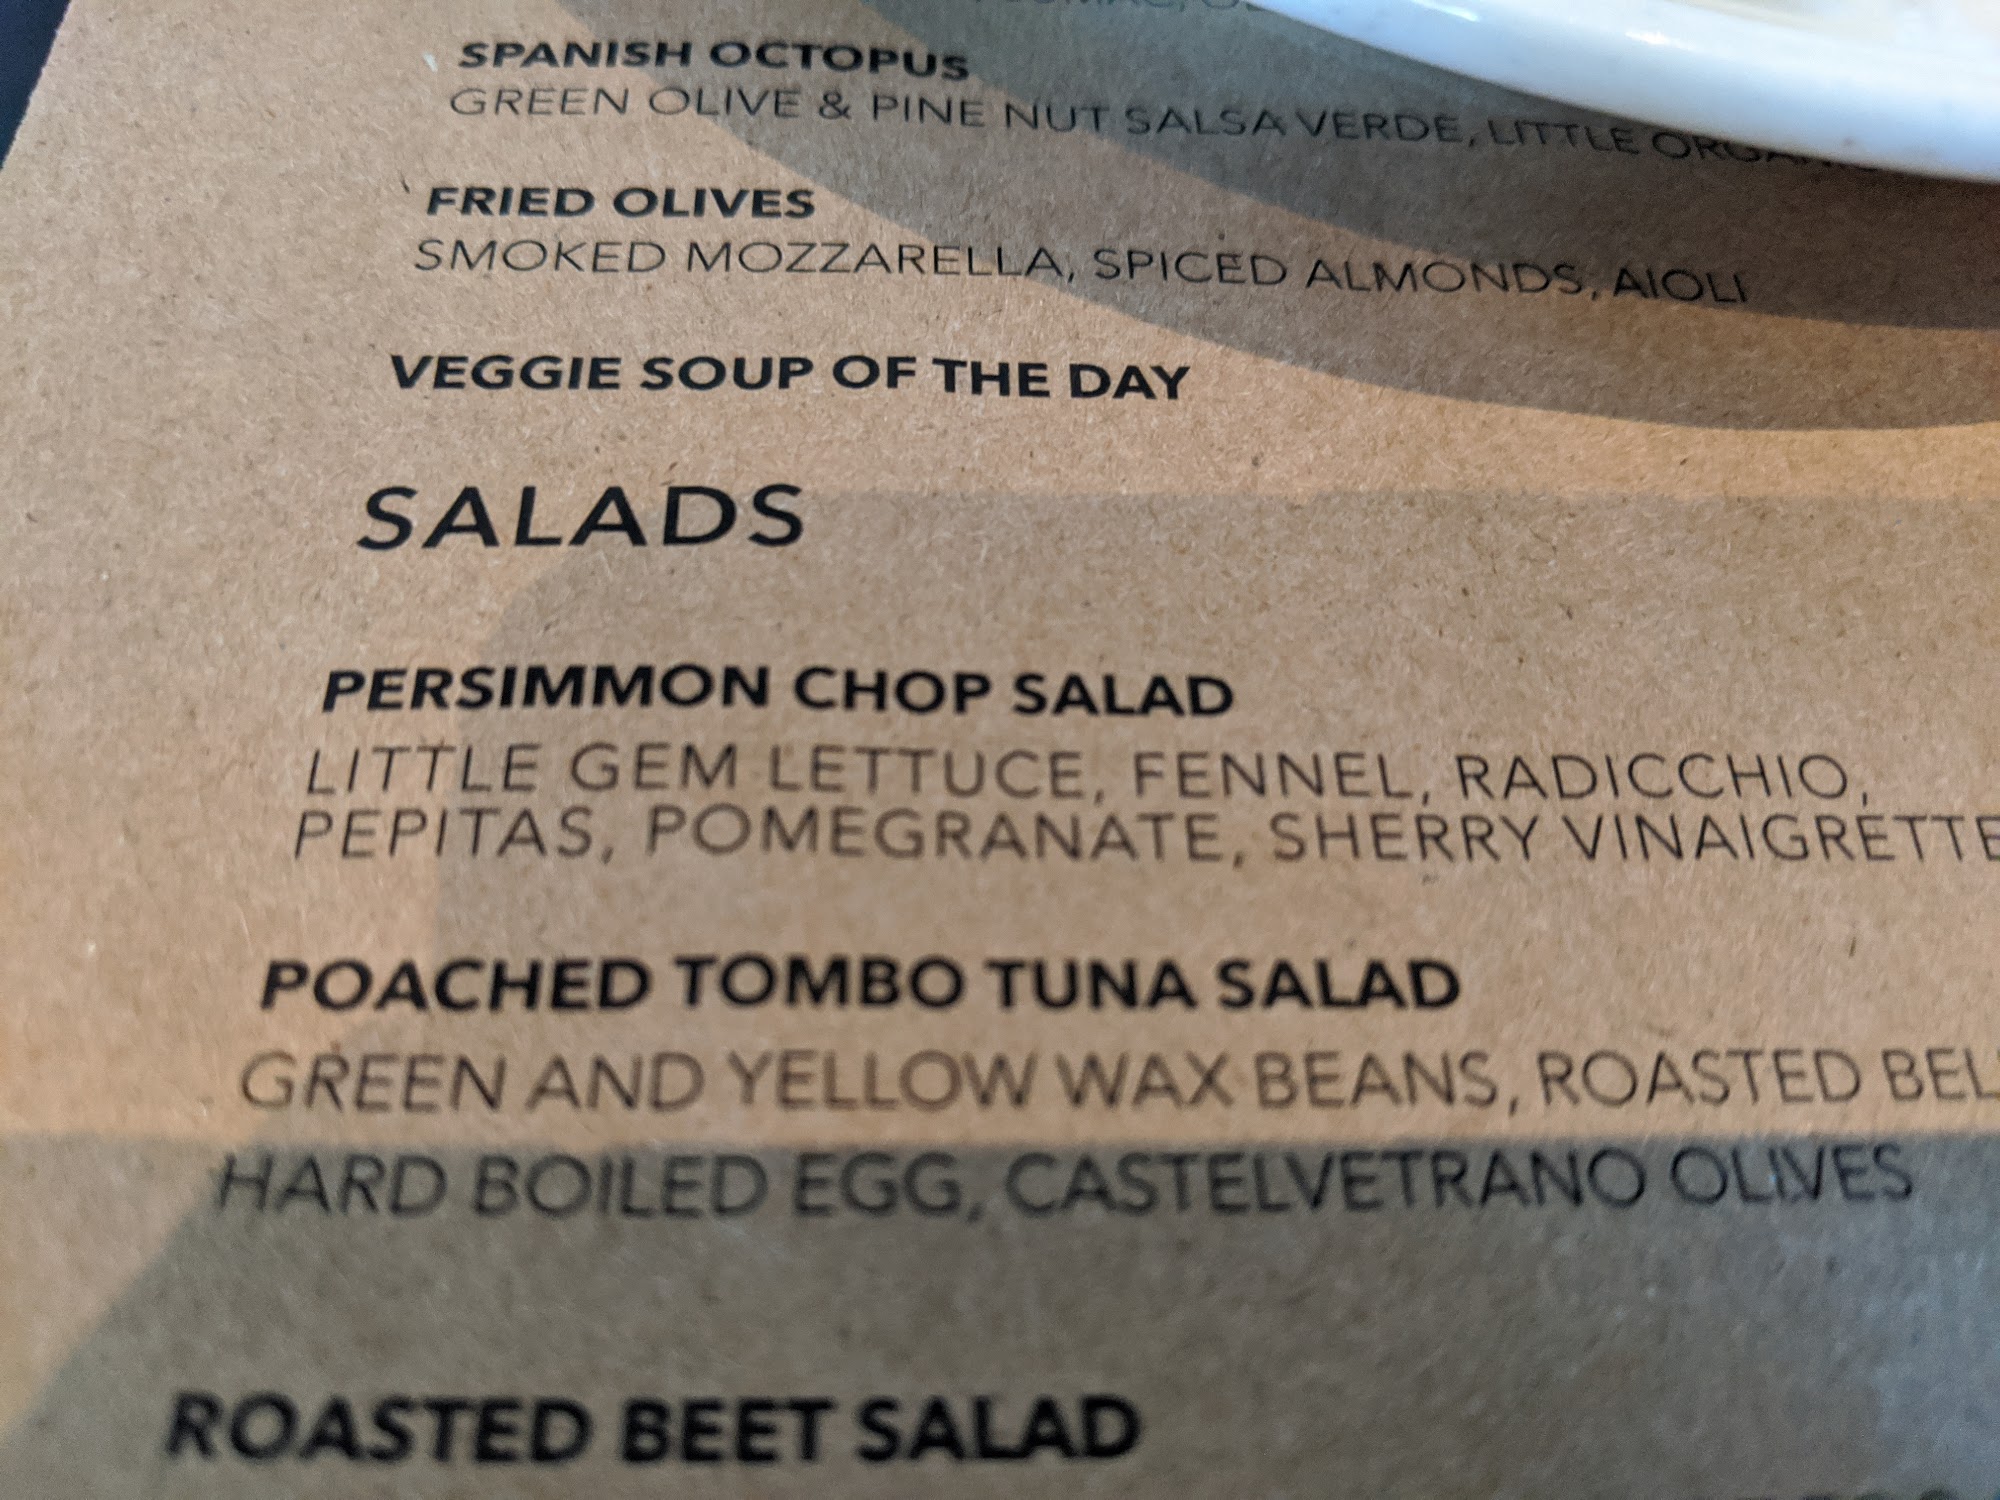 SPANISH OCTOPUS
GREEN OLIVE & PINE NUT SALSA VERDE, LITTLE
FRIED OLIVES
SMOKED MOZZARELLA, SPICED ALMONDS, AIOLI
VEGGIE SOUP OF THE DAY
SALADS
PERSIMMON CHOP SALAD
LITTLE GEM LETTUCE, FENNEL, RADICCHIO,
PEPITAS, POMEGRANATE, SHERRY VINAIGRETTE
POACHED TOMBO TUNA SALAD
GREEN AND YELLOW WAX BEANS, ROASTED BEL
HARD BOILED EGG, CASTELVETRANO OLIVES
ROASTED BEET SALAD